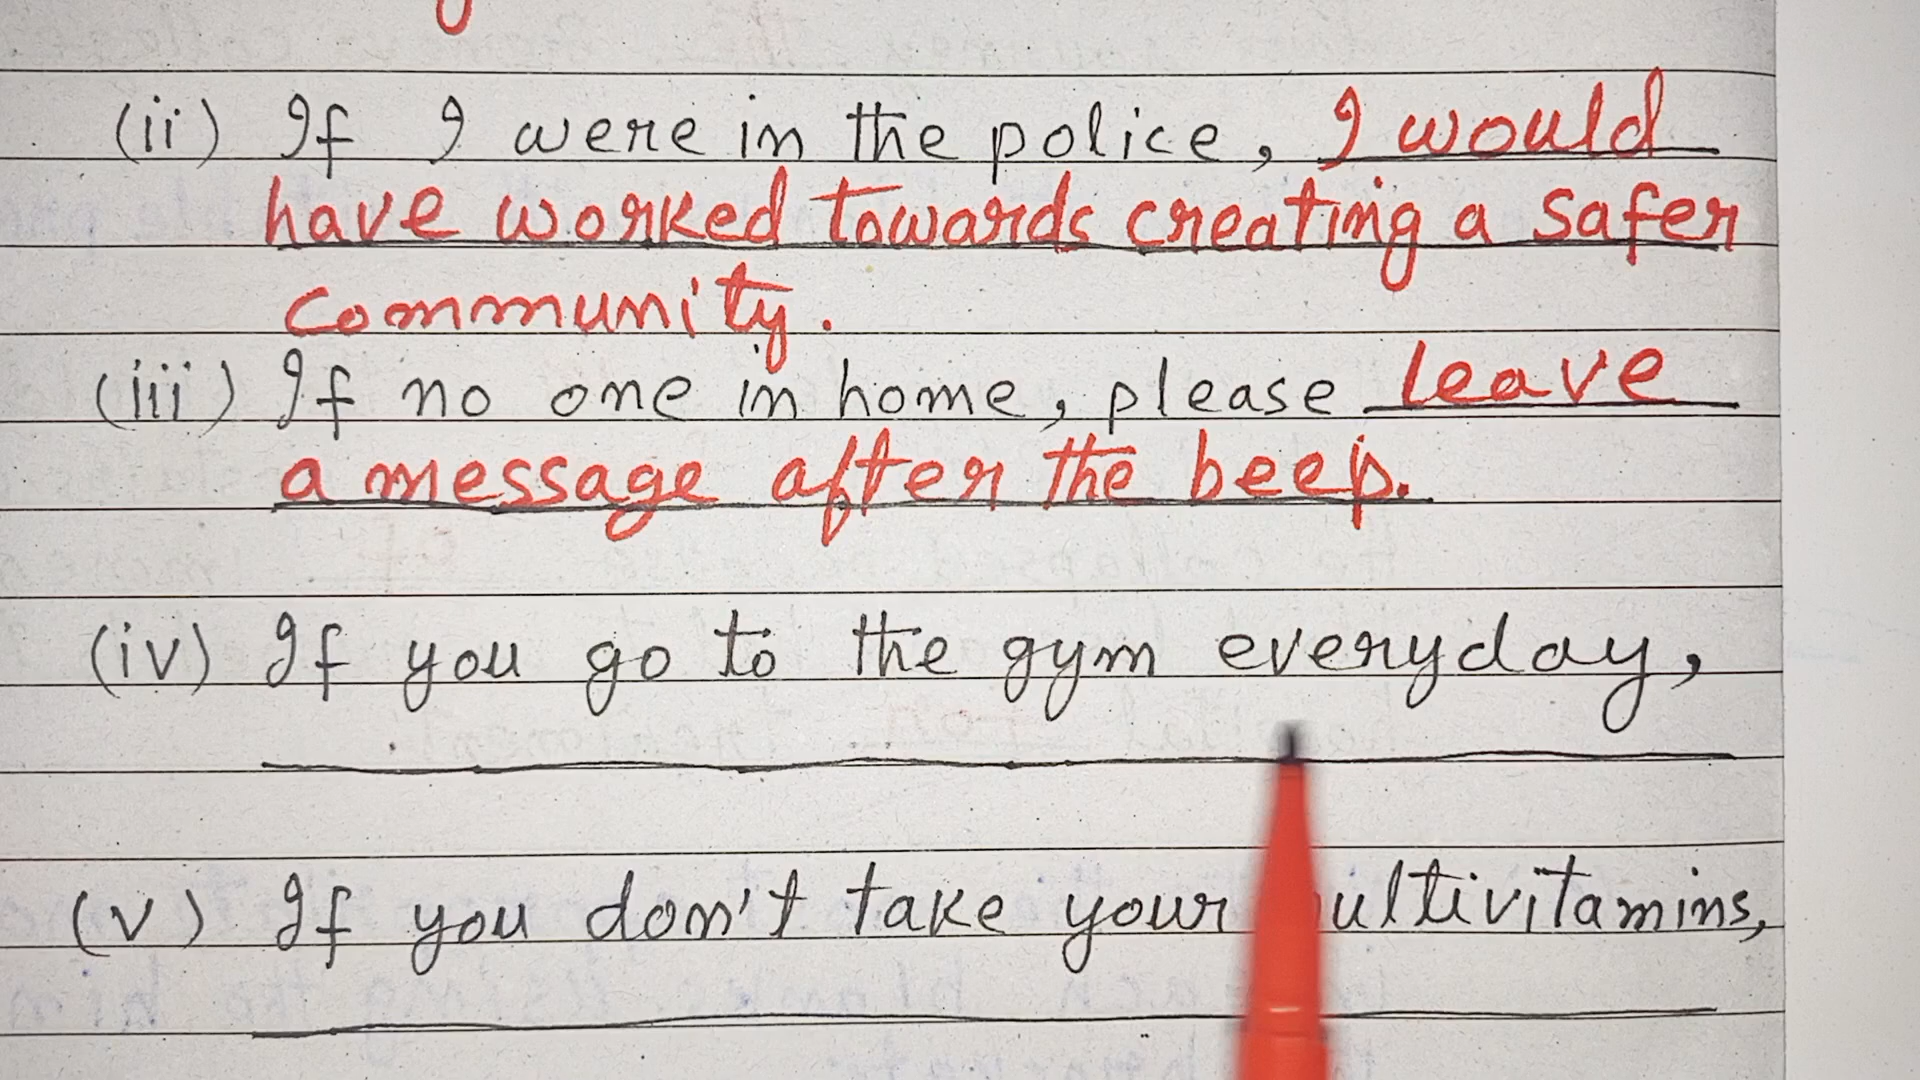 (ii) If I were in the police, I would
have worked towards creating a safer
community.
(iii) If no one in home, please leave
a message after the beep.
(iv) If you go to the gym everyday,
(v) If you don't take your ultivitamins,